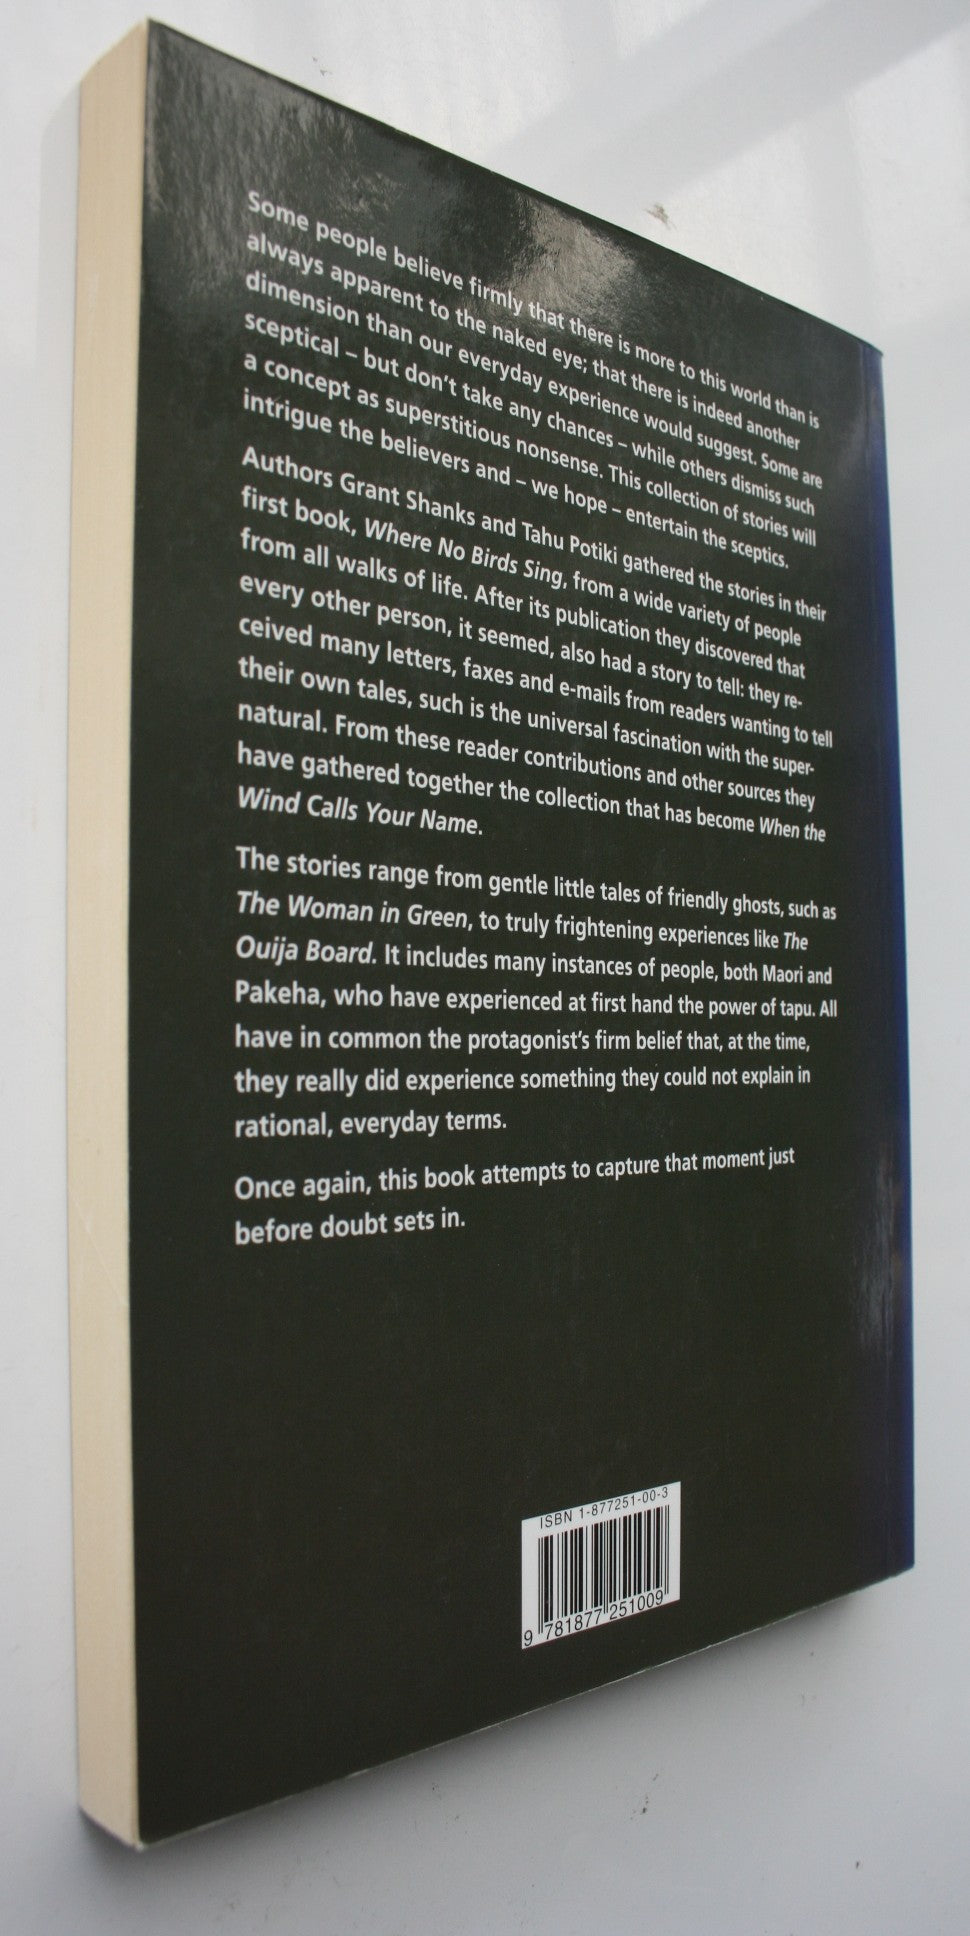 Some people believe firmly that there is more to this world than is
always apparent to the naked eye; that there is indeed another
dimension than our everyday experience would suggest. Some are
sceptical – but don't take any chances – while others dismiss such
a concept as superstitious nonsense. This collection of stories will
intrigue the believers and – we hope – entertain the sceptics.
Authors Grant Shanks and Tahu Potiki gathered the stories in their
first book, Where No Birds Sing, from a wide variety of people
from all walks of life. After its publication they discovered that
every other person, it seemed, also had a story to tell: they re-
ceived many letters, faxes and e-mails from readers wanting to tell
their own tales, such is the universal fascination with the super-
natural. From these reader contributions and other sources they
have gathered together the collection that has become When the
Wind Calls Your Name.
The stories range from gentle little tales of friendly ghosts, such as
The Woman in Green, to truly frightening experiences like The
Ouija Board. It includes many instances of people, both Maori and
Pakeha, who have experienced at first hand the power of tapu. All
have in common the protagonist's firm belief that, at the time,
they really did experience something they could not explain in
rational, everyday terms.
Once again, this book attempts to capture that moment just
before doubt sets in.
ISBN 1-877251-00-3
9 781877 251009